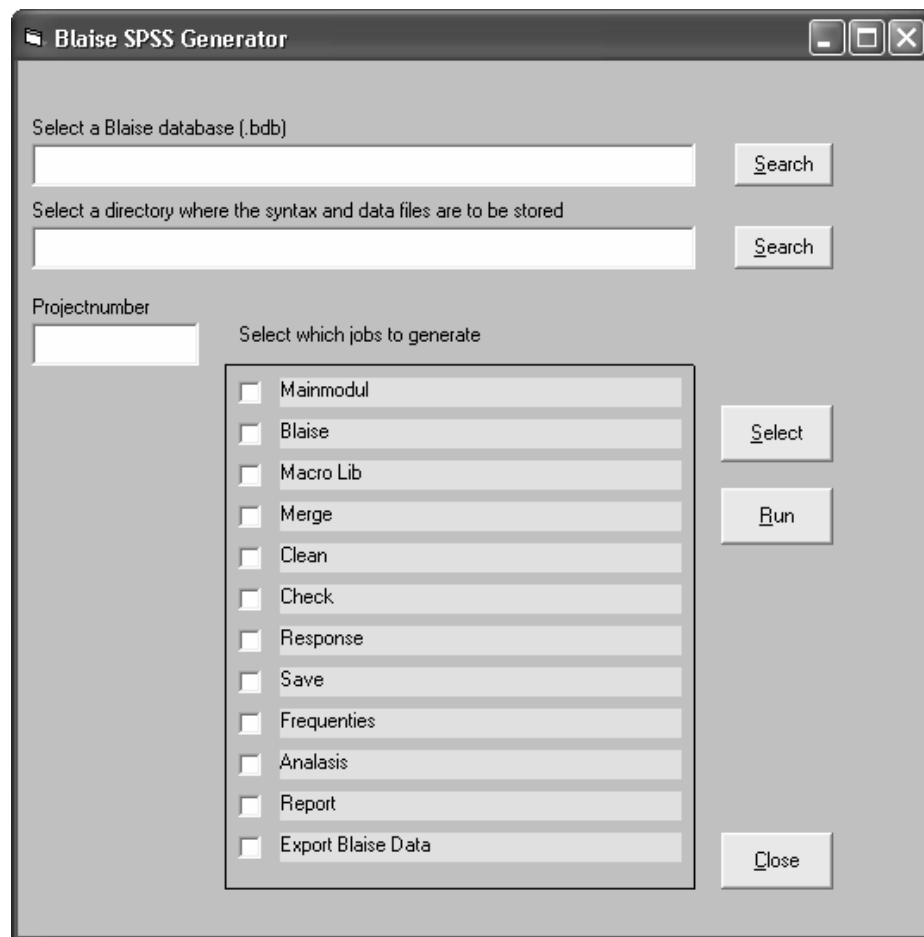 Blaise SPSS Generator
Select a Blaise database (.bdb)
Search
Select a directory where the syntax and data files are to be stored
Search
Projectnumber
Select which jobs to generate
Mainmodul
Blaise
Macro Lib
Merge
Clean
Check
Response
Save
Frequenties
Analasis
Report
Export Blaise Data
Select
Run
Close